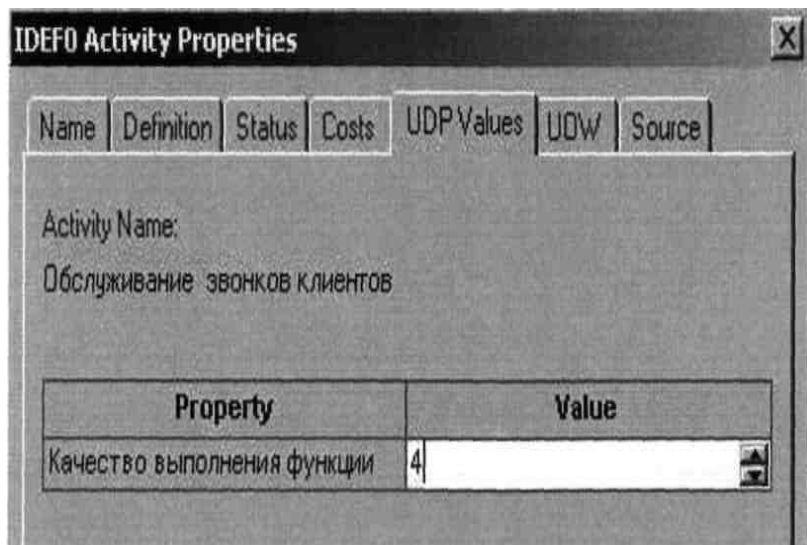 IDEF0 Activity Properties
Name Definition Status Costs UDP Values UOW Source
Activity Name:
Обслуживание звонков клиентов
Property Value
Качество выполнения функции 4